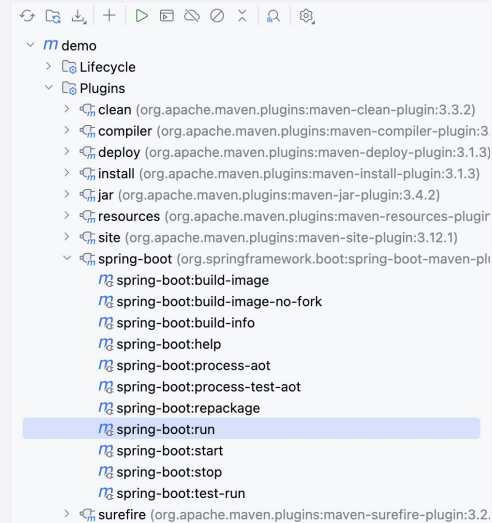 demo
Lifecycle
Plugins
clean (org.apache.maven.plugins:maven-clean-plugin:3.3.2)
compiler (org.apache.maven.plugins:maven-compiler-plugin:3.
deploy (org.apache.maven.plugins:maven-deploy-plugin:3.1.3)
install (org.apache.maven.plugins:maven-install-plugin:3.1.3)
jar (org.apache.maven.plugins:maven-jar-plugin:3.4.2)
resources (org.apache.maven.plugins:maven-resources-plugin
site (org.apache.maven.plugins:maven-site-plugin:3.12.1)
spring-boot (org.springframework.boot:spring-boot-maven-plu
spring-boot:build-image
spring-boot:build-image-no-fork
spring-boot:build-info
spring-boot:help
spring-boot:process-aot
spring-boot:process-test-aot
spring-boot:repackage
spring-boot:run
spring-boot:start
spring-boot:stop
spring-boot:test-run
surefire (org.apache.maven.plugins:maven-surefire-plugin:3.2.